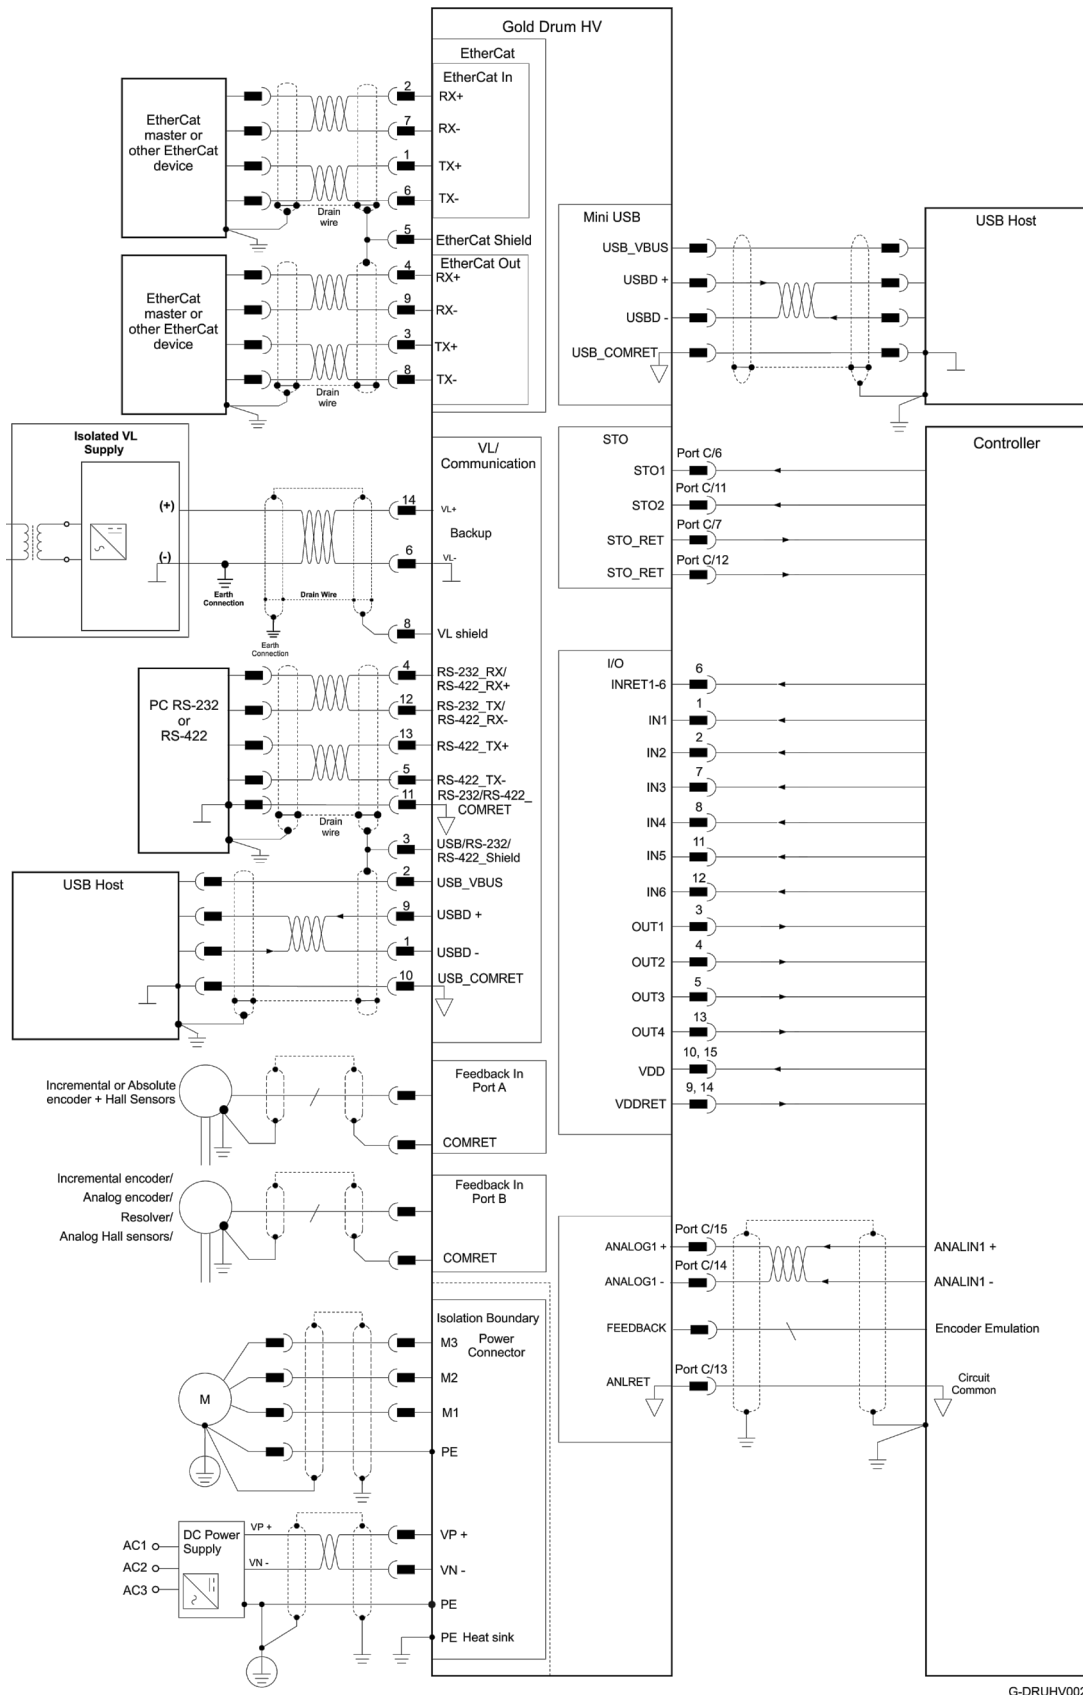 Gold Drum HV
EtherCat
EtherCat In
EtherCat
master or
other EtherCat
device
2
RX+
7
RX-
1
TX+
6
TX-
Drain
wire
5
EtherCat Shield
EtherCat Out
EtherCat
master or
other EtherCat
device
4
RX+
9
RX-
3
TX+
8
TX-
Drain
wire
Isolated VL
Supply
(+)
(-)
Earth
Connection
Drain Wire
Earth
Connection
VL/
Communication
14
VL+
Backup
6
VL-
8
VL shield
PC RS-232
or
RS-422
4
RS-232_RX/
RS-422_RX+
12
RS-232_TX/
RS-422_RX-
13
RS-422_TX+
5
RS-422_TX-
11
RS-232/RS-422_
COMRET
Drain
wire
3
USB/RS-232/
RS-422_Shield
USB Host
2
USB_VBUS
9
USBD +
1
USBD -
10
USB_COMRET
Incremental or Absolute
encoder + Hall Sensors
Feedback In
Port A
COMRET
Incremental encoder/
Analog encoder/
Resolver/
Analog Hall sensors/
Feedback In
Port B
COMRET
Isolation Boundary
Power
Connector
M
M3
M2
M1
PE
AC1
AC2
AC3
DC Power
Supply
VP +
VN -
VP +
VN -
PE
PE Heat sink
Mini USB
USB_VBUS
USBD +
USBD -
USB_COMRET
USB Host
STO
STO1
Port C/6
STO2
Port C/11
STO_RET
Port C/7
STO_RET
Port C/12
Controller
I/O
INRET1-6
6
IN1
1
IN2
2
IN3
7
IN4
8
IN5
11
IN6
12
OUT1
3
OUT2
4
OUT3
5
OUT4
13
VDD
10, 15
VDDRET
9, 14
ANALOG1 +
Port C/15
ANALIN1 +
ANALOG1 -
Port C/14
ANALIN1 -
FEEDBACK
Encoder Emulation
ANLRET
Port C/13
Circuit
Common
G-DRUHV002